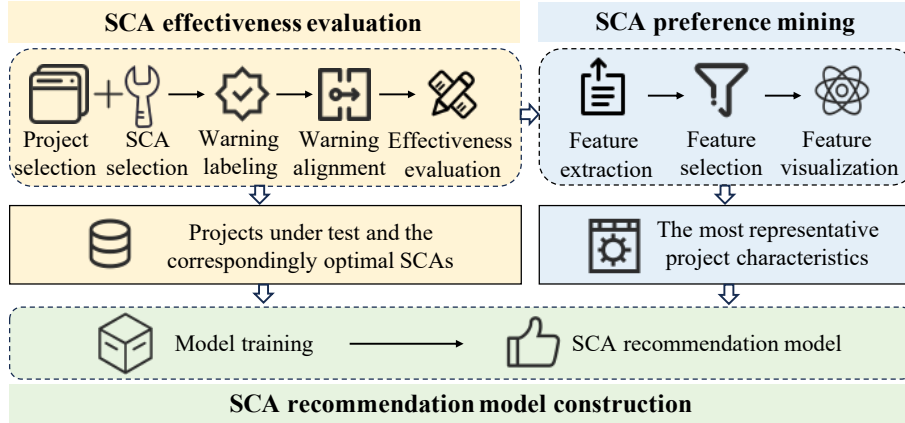 SCA effectiveness evaluation
SCA preference mining
Project
selection
SCA
selection
Warning
labeling
Warning
alignment
Effectiveness
evaluation
Feature
extraction
Feature
selection
Feature
visualization
Projects under test and the
correspondingly optimal SCAs
The most representative
project characteristics
Model training
SCA recommendation model
SCA recommendation model construction